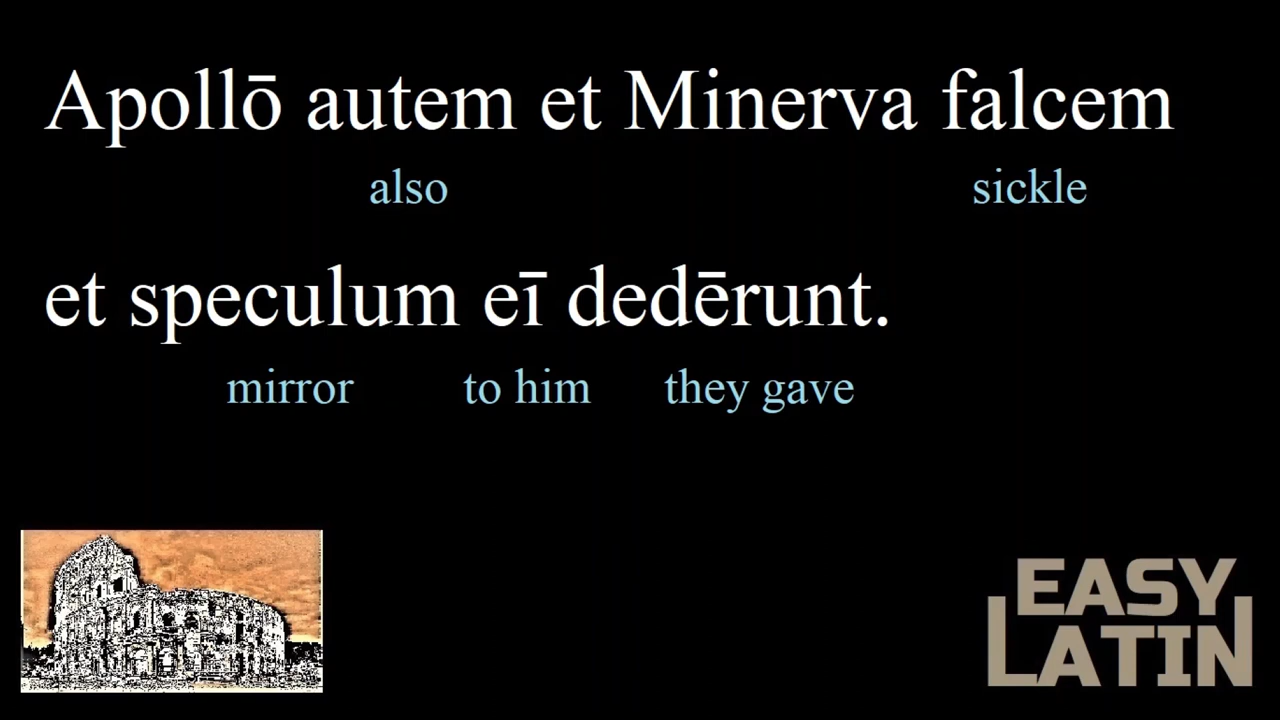 Apollō autem et Minerva falcem
also sickle
et speculum eī dedērunt.
mirror to him they gave
EASY
LATIN